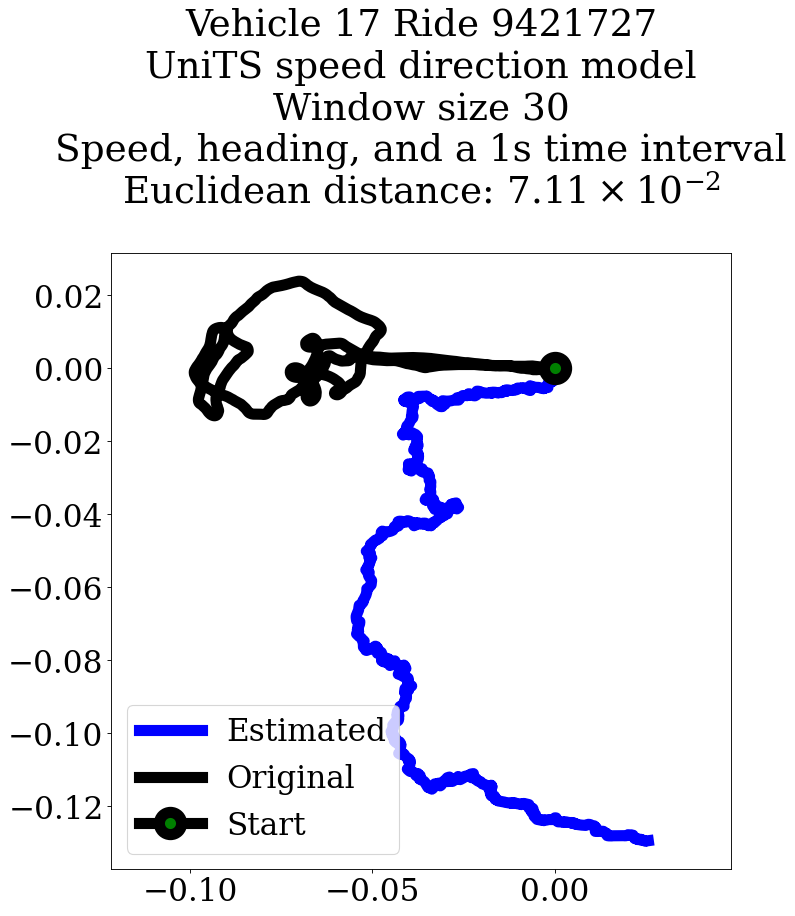 Vehicle 17 Ride 9421727
UniTS speed direction model
Window size 30
Speed, heading, and a 1s time interval
Euclidean distance: 7.11 × 10⁻²
0.02
0.00
−0.02
−0.04
−0.06
−0.08
−0.10
−0.12
Estimated
Original
Start
−0.10
−0.05
0.00